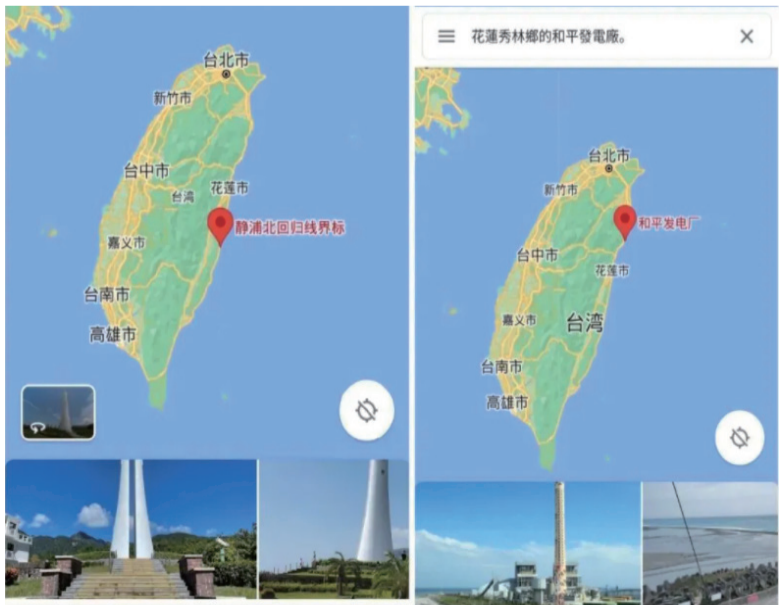 台北市
新竹市
台中市
台湾
花莲市
静浦北回归线界标
嘉义市
台南市
高雄市
花蓮秀林鄉的和平發電廠。
台北市
新竹市
和平发电厂
台中市
花莲市
嘉义市
台湾
台南市
高雄市